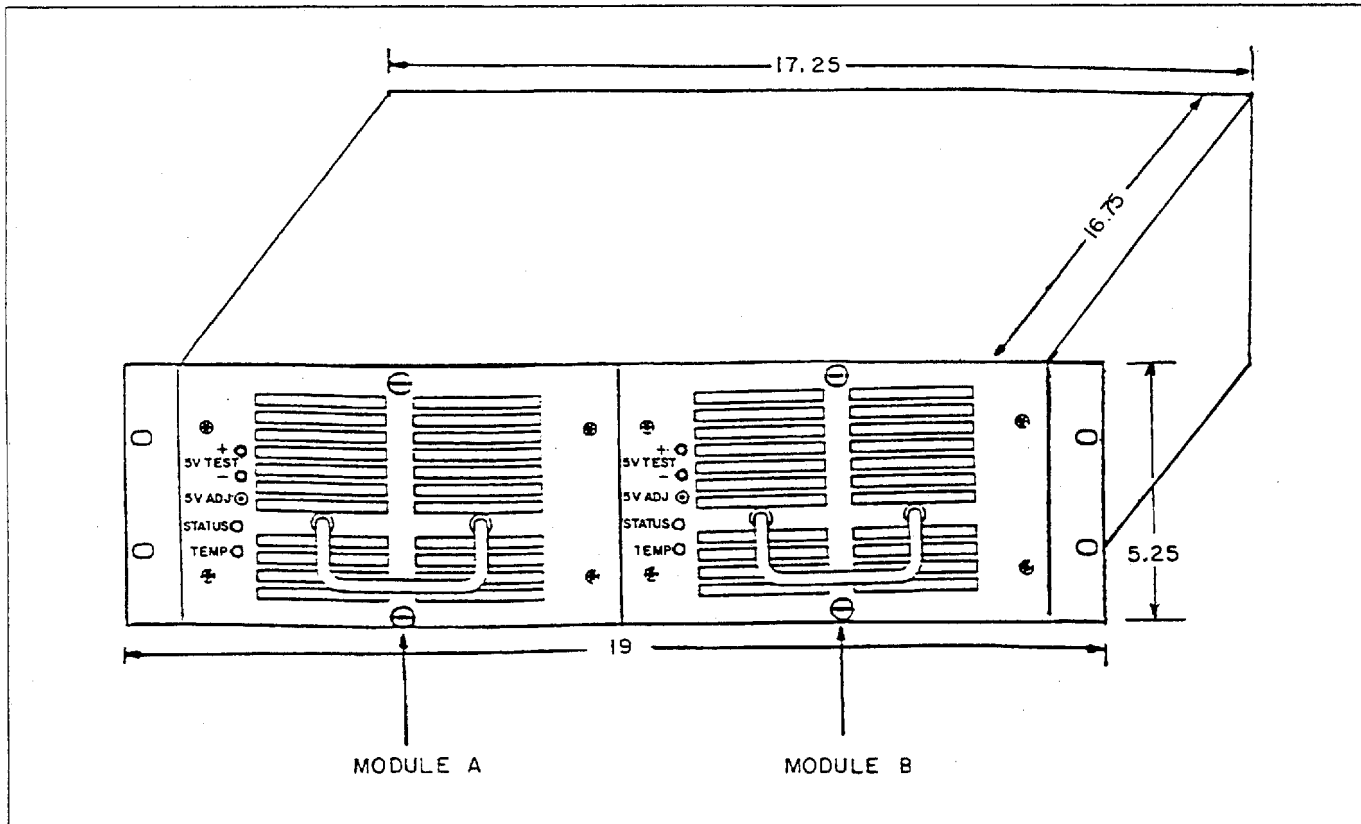 17.25
16.75
+
5V TEST
-
5V ADJ
STATUS
TEMP
+
5V TEST
-
5V ADJ
STATUS
TEMP
5.25
19
MODULE A
MODULE B